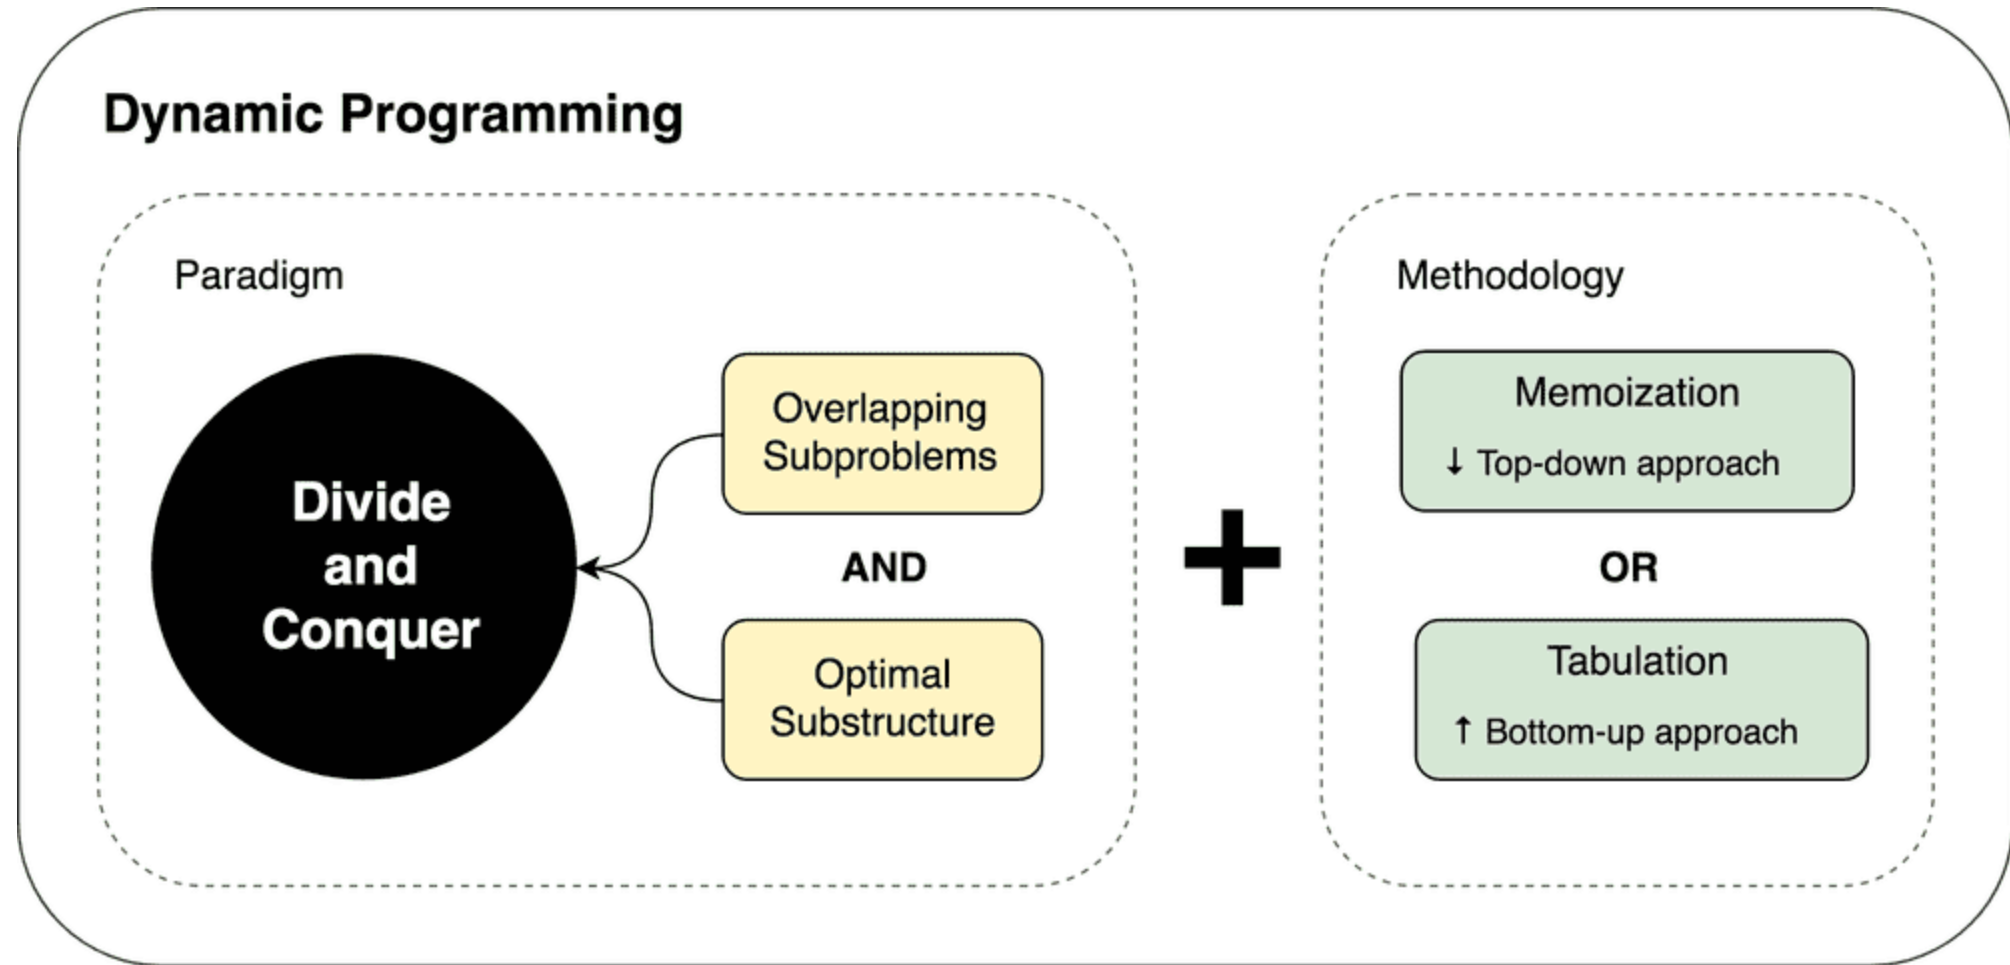 Dynamic Programming
Paradigm
Divide
and
Conquer
Overlapping
Subproblems
AND
Optimal
Substructure
+
Methodology
Memoization
↓ Top-down approach
OR
Tabulation
↑ Bottom-up approach